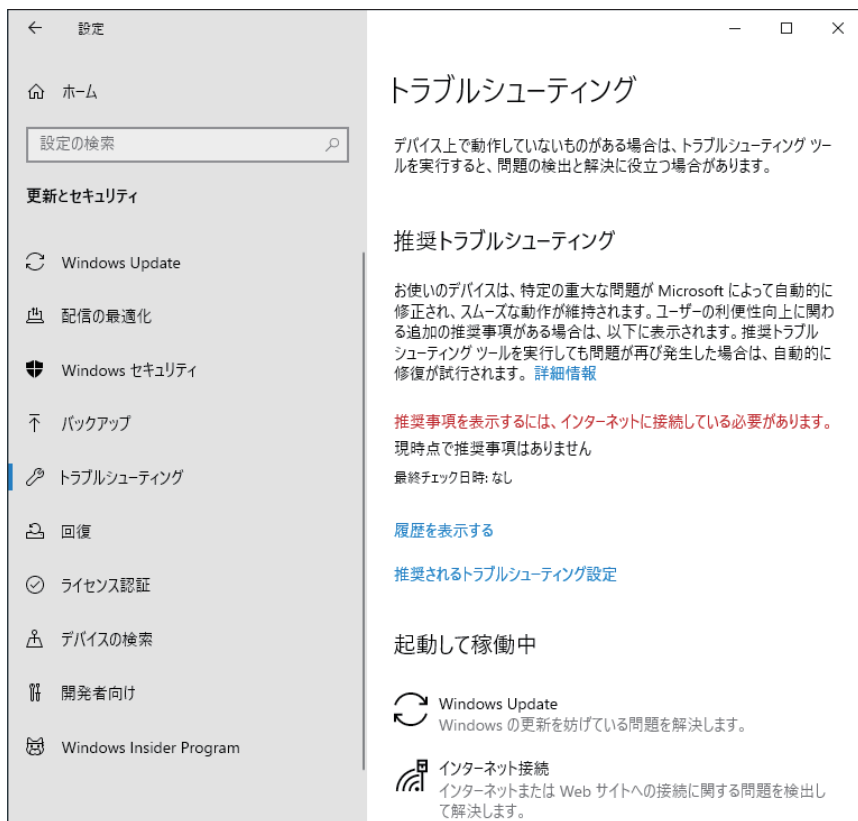 設定
ホーム
設定の検索
更新とセキュリティ
Windows Update
配信の最適化
Windows セキュリティ
バックアップ
トラブルシューティング
回復
ライセンス認証
デバイスの検索
開発者向け
Windows Insider Program
トラブルシューティング
デバイス上で動作していないものがある場合は、トラブルシューティング ツー
ルを実行すると、問題の検出と解決に役立つ場合があります。
推奨トラブルシューティング
お使いのデバイスは、特定の重大な問題が Microsoft によって自動的に
修正され、スムーズな動作が維持されます。ユーザーの利便性向上に関わ
る追加の推奨事項がある場合は、以下に表示されます。推奨トラブル
シューティング ツールを実行しても問題が再び発生した場合は、自動的に
修復が試行されます。 詳細情報
推奨事項を表示するには、インターネットに接続している必要があります。
現時点で推奨事項はありません
最終チェック日時: なし
履歴を表示する
推奨されるトラブルシューティング設定
起動して稼働中
Windows Update
Windows の更新を妨げている問題を解決します。
インターネット接続
インターネットまたは Web サイトへの接続に関する問題を検出し
て解決します。